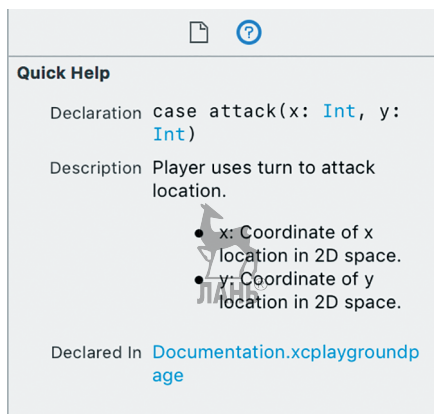 Quick Help
Declaration case attack(x: Int, y:
Int)
Description Player uses turn to attack
location.
• x: Coordinate of x
location in 2D space.
• y: Coordinate of y
location in 2D space.
ЛАНЬ®
Declared In Documentation.xcplaygroundp
age